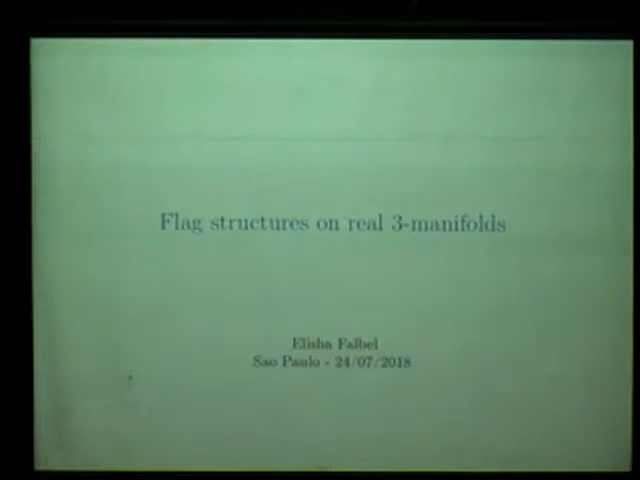 Flag structures on real 3-manifolds
Elisha Falbel
Sao Paulo - 24/07/2018